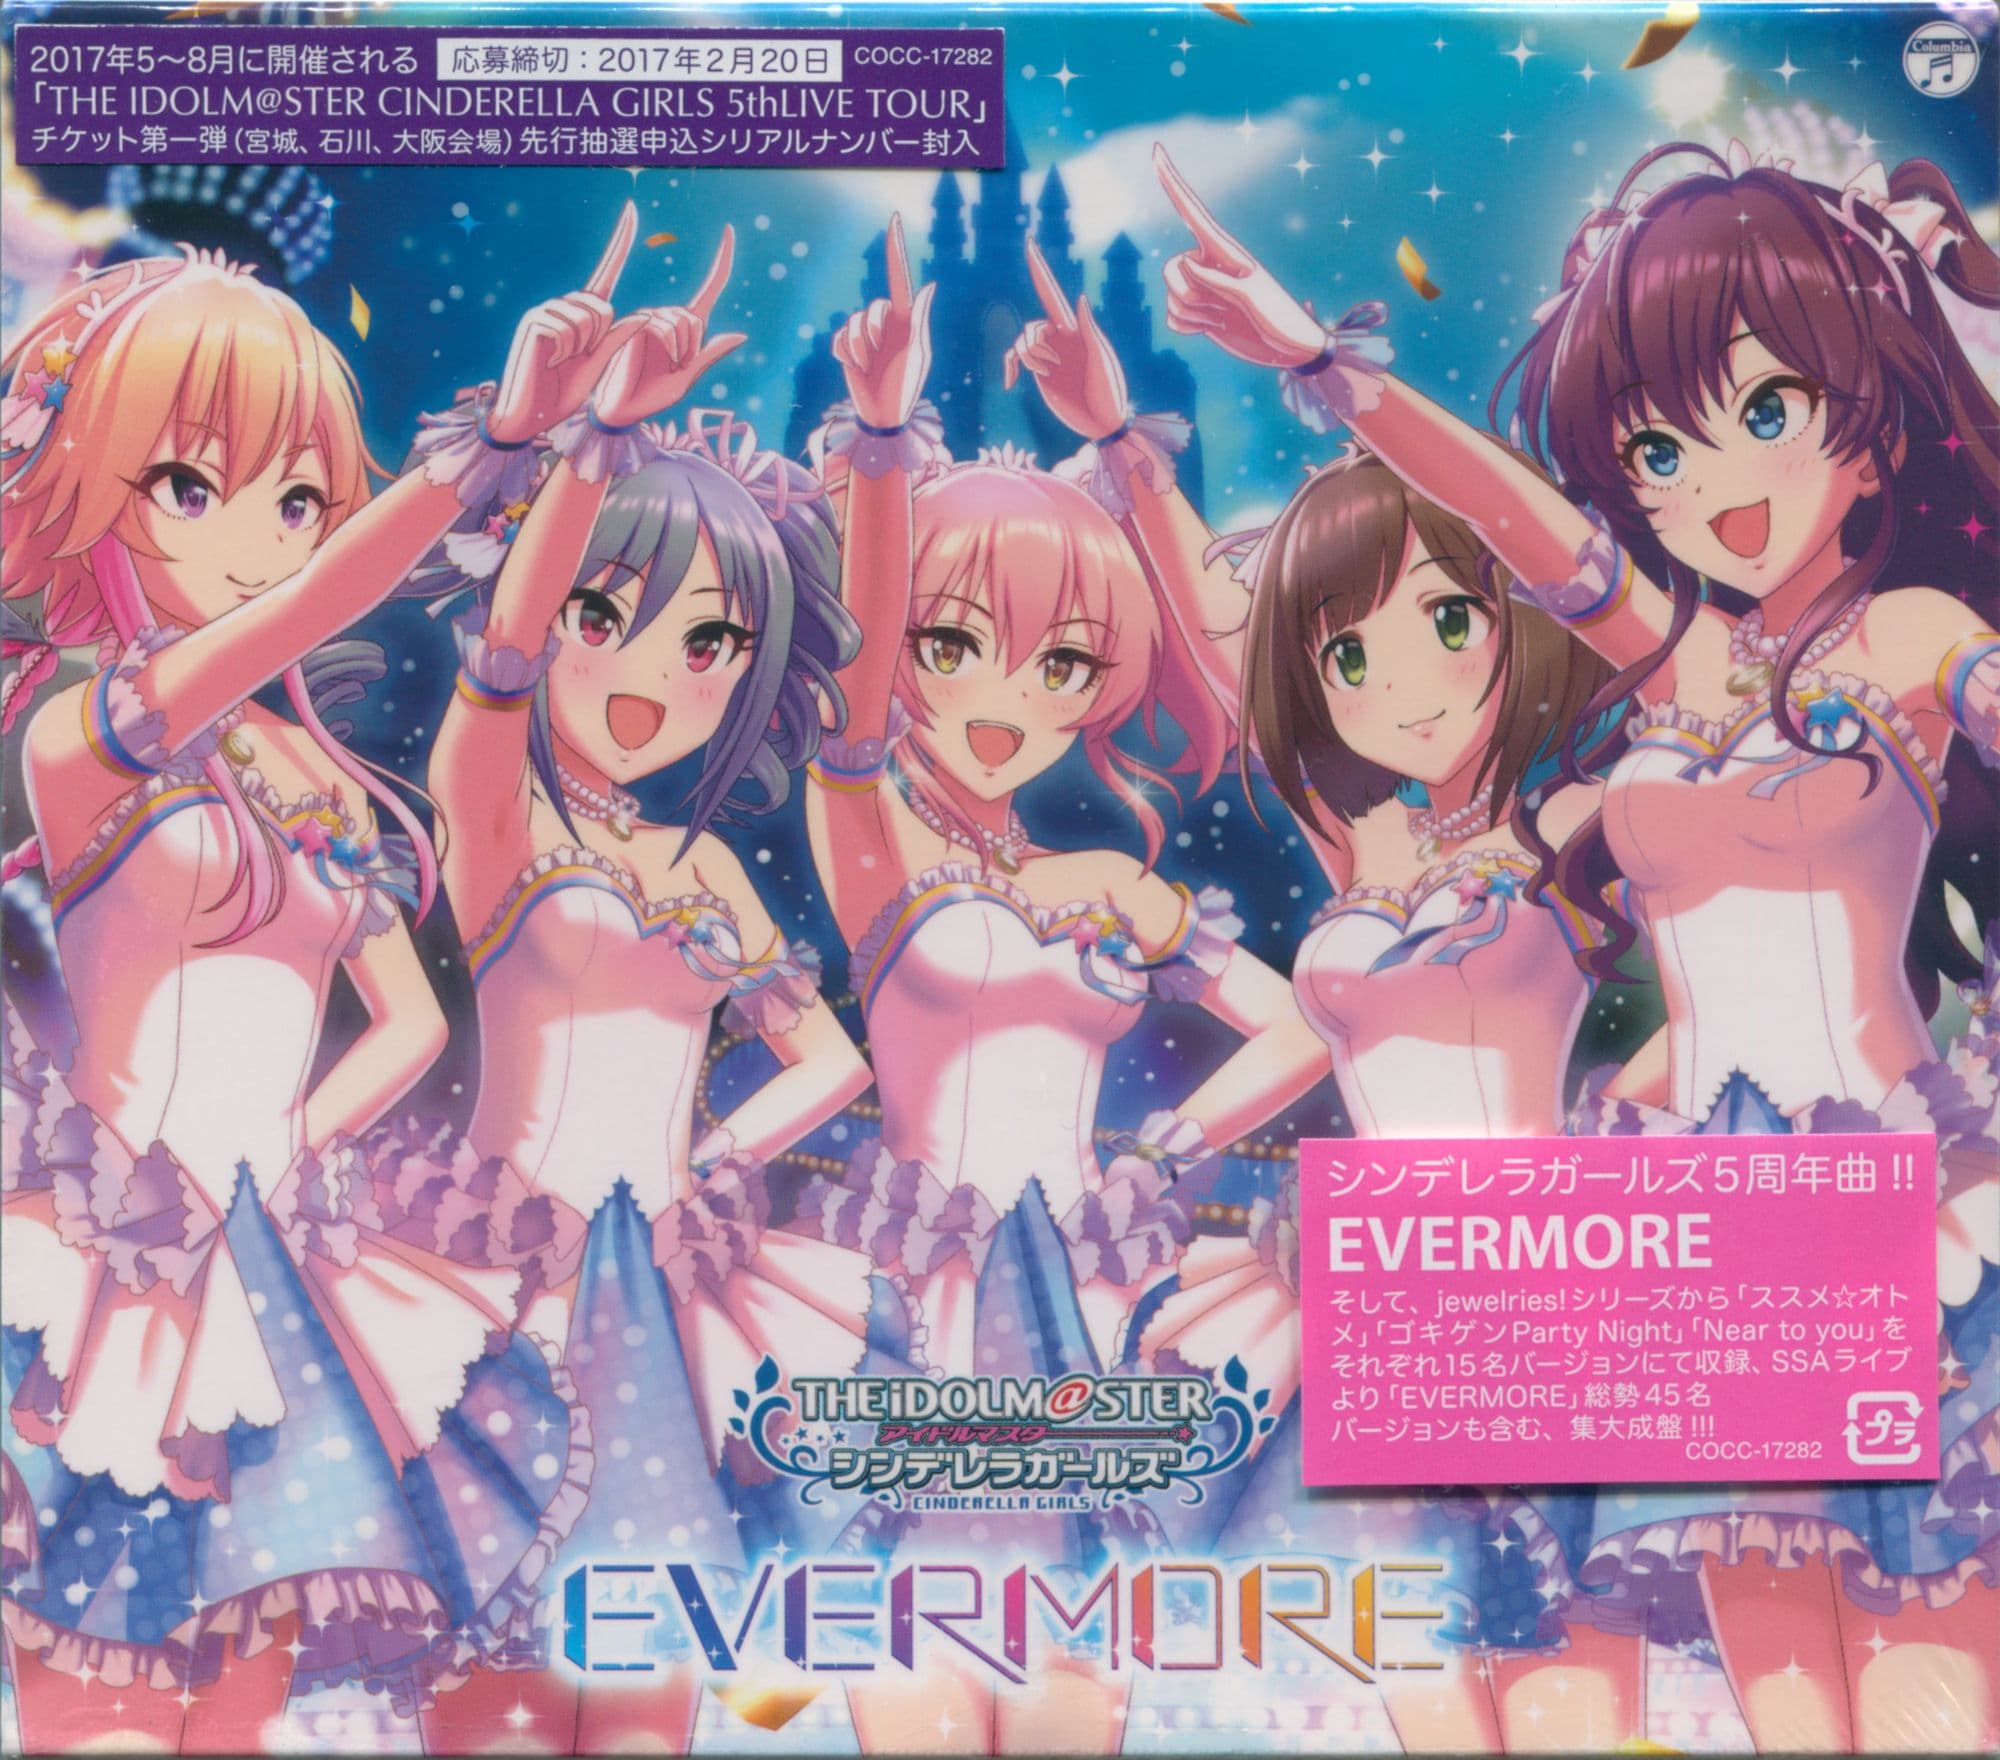 2017年5〜8月に開催される 応募締切：2017年2月20日 COCC-17282
「THE IDOLM@STER CINDERELLA GIRLS 5thLIVE TOUR」
チケット第一弾（宮城、石川、大阪会場）先行抽選申込シリアルナンバー封入
Columbia
シンデレラガールズ5周年曲!!
EVERMORE
そして、jewelries!シリーズから「ススメ☆オト
メ」「ゴキゲンParty Night」「Near to you」を
それぞれ15名バージョンにて収録、SSAライブ
より「EVERMORE」総勢45名
バージョンも含む、集大成盤!!!
COCC-17282
プラ
THE iDOLM@STER
アイドルマスター
シンデレラガールズ
CINDERELLA GIRLS
EVERMORE